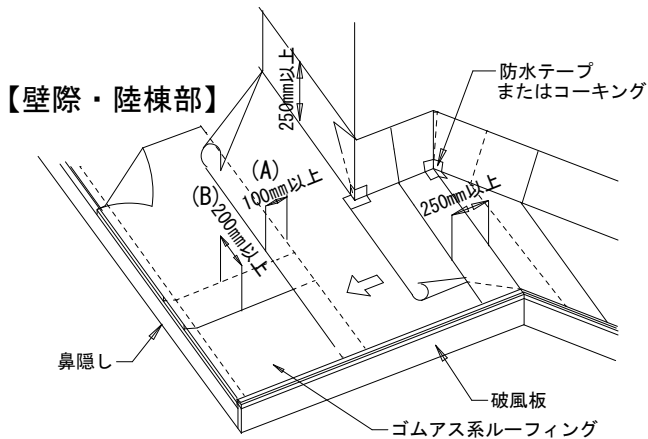 【壁際・陸棟部】
250mm以上
防水テープ
またはコーキング
(A)
100mm以上
(B)
200mm以上
250mm以上
鼻隠し
破風板
ゴムアス系ルーフィング